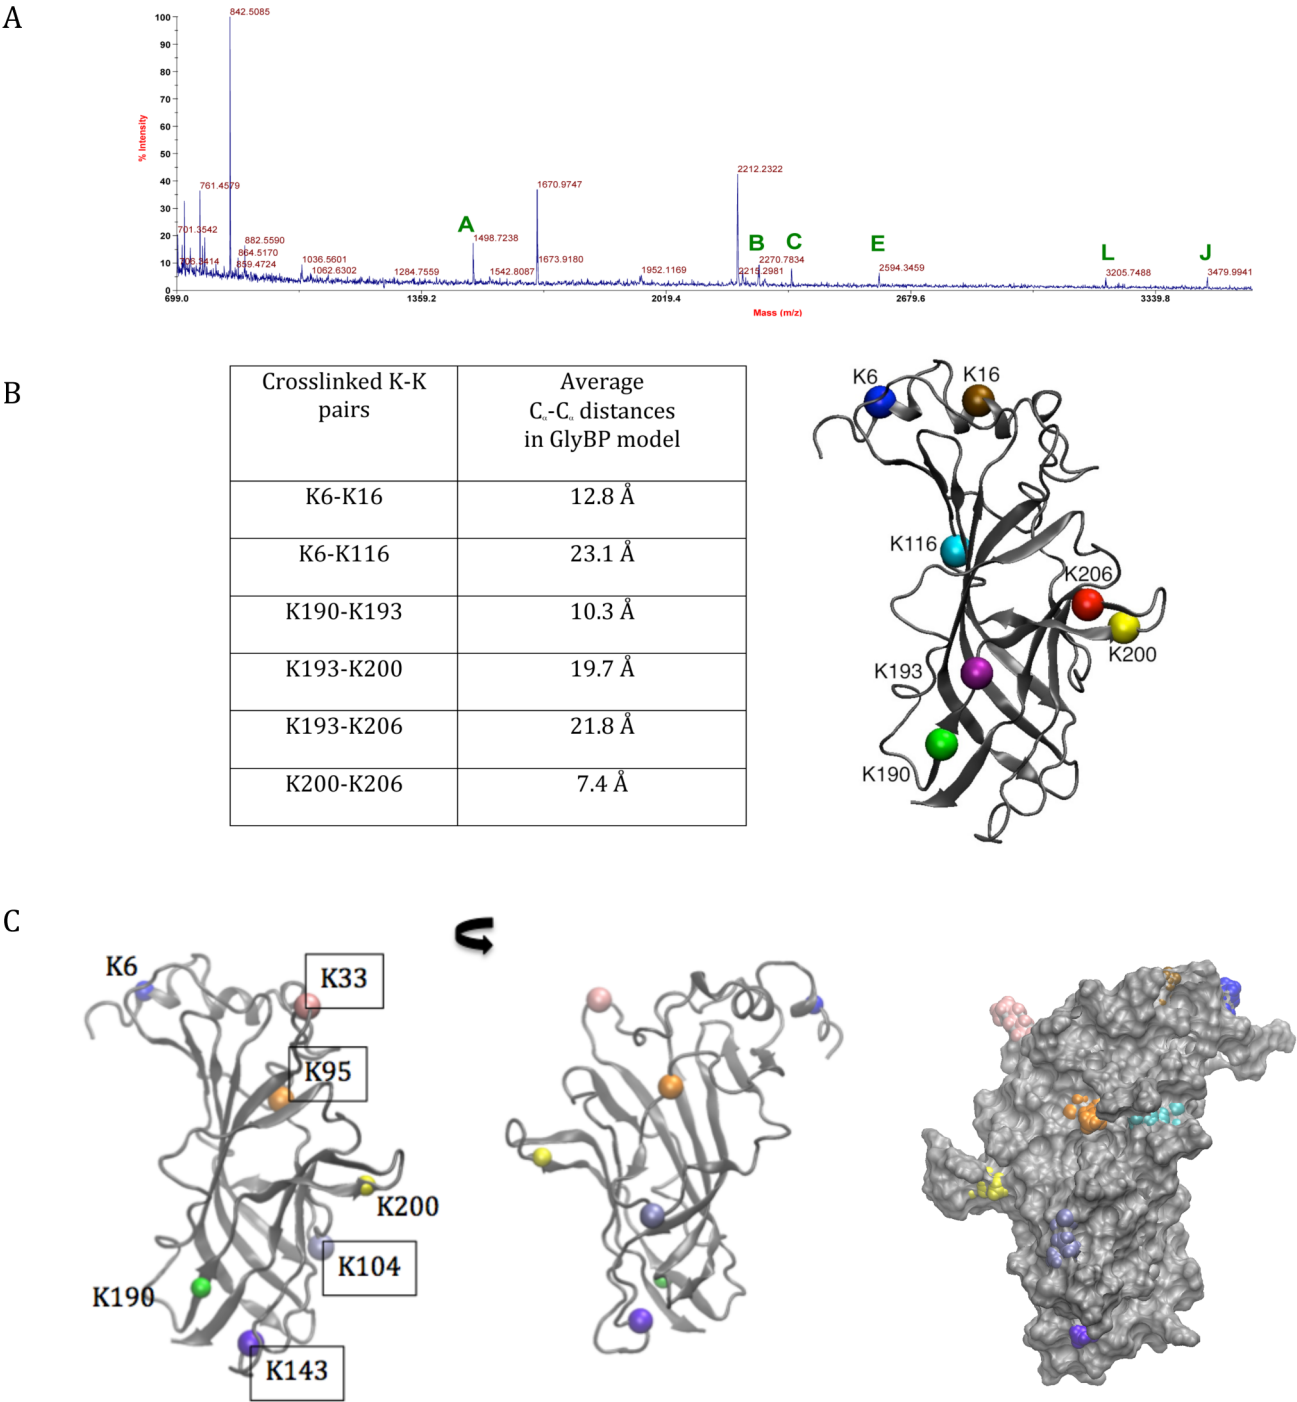 A
842.5085
100
90
80
70
60
50
40
30
20
10
0
% Intensity
761.4579
701.3542
882.5590
864.5170
859.4724
1036.5601
1062.6302
1284.7559
A
1498.7238
1542.8087
1670.9747
1673.9180
1952.1169
2212.2322
B
C
2270.7834
2215.2981
E
2594.3459
L
3205.7488
J
3479.9941
699.0
1359.2
2019.4
2679.6
3339.8
Mass (m/z)
B
Crosslinked K-K
pairs
Average
Cα-Cα distances
in GlyBP model
K6-K16
12.8 Å
K6-K116
23.1 Å
K190-K193
10.3 Å
K193-K200
19.7 Å
K193-K206
21.8 Å
K200-K206
7.4 Å
K6
K16
K116
K206
K200
K193
K190
C
K6
K33
K95
K200
K104
K190
K143